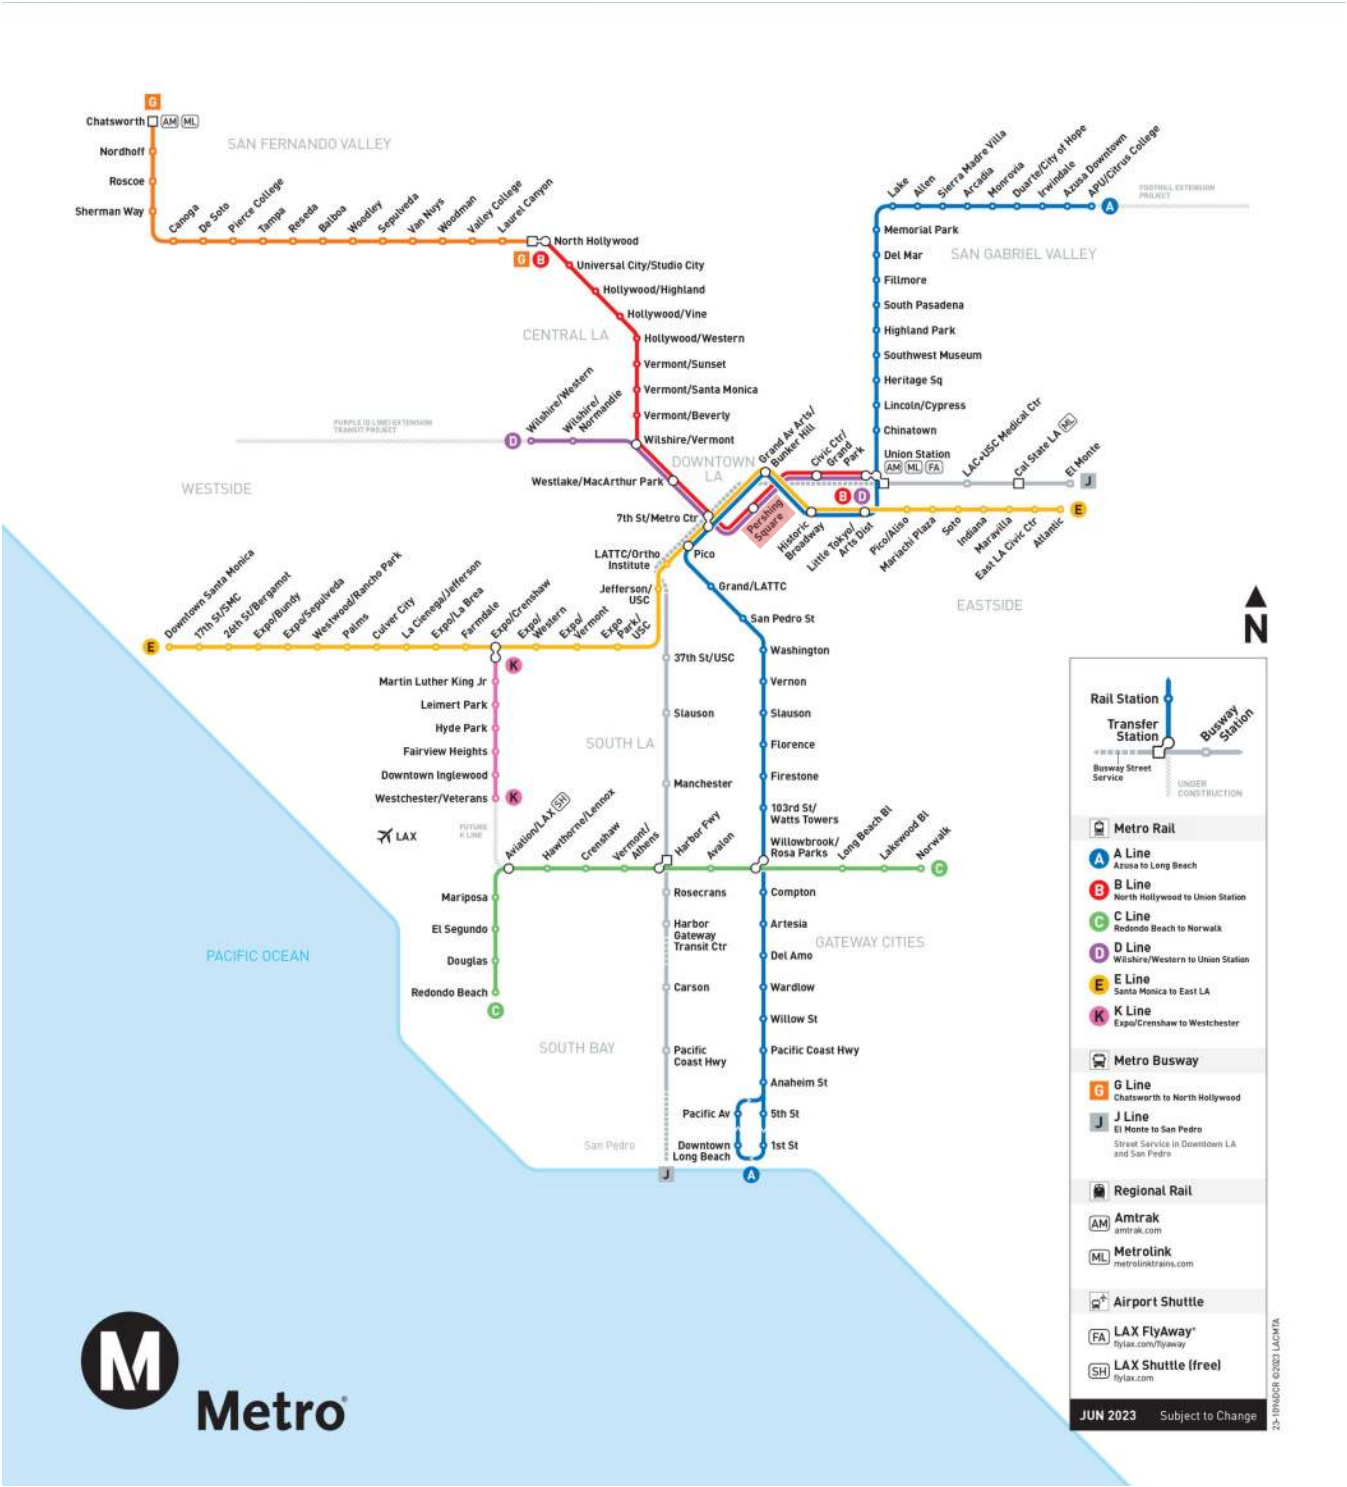 G
Chatsworth
AM
ML
Nordhoff
Roscoe
Sherman Way
SAN FERNANDO VALLEY
Canoga
De Soto
Pierce College
Tampa
Reseda
Balboa
Woodley
Sepulveda
Van Nuys
Woodman
Valley College
Laurel Canyon
G
B
North Hollywood
Universal City/Studio City
Hollywood/Highland
Hollywood/Vine
CENTRAL LA
Hollywood/Western
Vermont/Sunset
Vermont/Santa Monica
Vermont/Beverly
Wilshire/Vermont
PURPLE (D LINE) EXTENSION
TRANSIT PROJECT
D
Wilshire/Western
Wilshire/
Normandie
WESTSIDE
Westlake/MacArthur Park
7th St/Metro Ctr
DOWNTOWN
LA
Grand Av Arts/
Bunker Hill
Civic Ctr/
Grand
Park
B
D
Pershing
Square
Historic
Broadway
Little Tokyo/
Arts Dist
Lake
Allen
Sierra Madre Villa
Arcadia
Monrovia
Duarte/City of Hope
Irwindale
Azusa Downtown
APU/Citrus College
A
FOOTHILL EXTENSION
PROJECT
Memorial Park
Del Mar
SAN GABRIEL VALLEY
Fillmore
South Pasadena
Highland Park
Southwest Museum
Heritage Sq
Lincoln/Cypress
Chinatown
Union Station
AM
ML
FA
LAC+USC Medical Ctr
Cal State LA
ML
El Monte
J
Pico/Aliso
Mariachi Plaza
Soto
Indiana
Maravilla
East LA Civic Ctr
Atlantic
E
EASTSIDE
LATTC/Ortho
Institute
Pico
Jefferson/
USC
Grand/LATTC
San Pedro St
E
Downtown Santa Monica
17th St/SMC
26th St/Bergamot
Expo/Bundy
Expo/Sepulveda
Westwood/Rancho Park
Palms
Culver City
La Cienega/Jefferson
Expo/La Brea
Farmdale
Expo/Crenshaw
Expo/
Western
Expo/
Vermont
Expo
Park/
USC
K
Martin Luther King Jr
Leimert Park
Hyde Park
Fairview Heights
Downtown Inglewood
Westchester/Veterans
K
LAX
FUTURE
K LINE
37th St/USC
Slauson
SOUTH LA
Manchester
Washington
Vernon
Slauson
Florence
Firestone
103rd St/
Watts Towers
Willowbrook/
Rosa Parks
Aviation/LAX
SH
Hawthorne/Lennox
Crenshaw
Vermont/
Athens
Harbor Fwy
Avalon
Long Beach Bl
Lakewood Bl
Norwalk
C
Mariposa
El Segundo
Douglas
Redondo Beach
C
PACIFIC OCEAN
Rosecrans
Harbor
Gateway
Transit Ctr
Carson
SOUTH BAY
Pacific
Coast Hwy
San Pedro
J
Compton
Artesia
GATEWAY CITIES
Del Amo
Wardlow
Willow St
Pacific Coast Hwy
Anaheim St
Pacific Av
5th St
Downtown
Long Beach
1st St
A
N
Rail Station
Transfer
Station
Busway
Station
Busway Street
Service
UNDER
CONSTRUCTION
Metro Rail
A
A Line
Azusa to Long Beach
B
B Line
North Hollywood to Union Station
C
C Line
Redondo Beach to Norwalk
D
D Line
Wilshire/Western to Union Station
E
E Line
Santa Monica to East LA
K
K Line
Expo/Crenshaw to Westchester
Metro Busway
G
G Line
Chatsworth to North Hollywood
J
J Line
El Monte to San Pedro
Street Service in Downtown LA
and San Pedro
Regional Rail
AM
Amtrak
amtrak.com
ML
Metrolink
metrolinktrains.com
Airport Shuttle
FA
LAX FlyAway®
flylax.com/flyaway
SH
LAX Shuttle (free)
flylax.com
JUN 2023 Subject to Change
23-1096DCR ©2023 LACMTA
M
Metro®